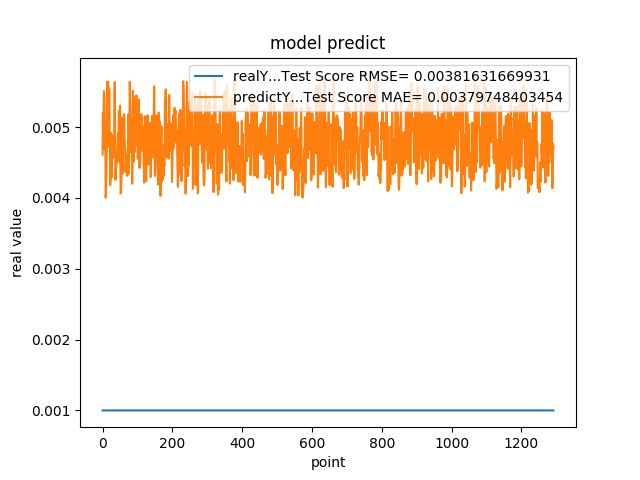 model predict
realY...Test Score RMSE= 0.00381631669931
predictY...Test Score MAE= 0.00379748403454
0.005
0.004
0.003
0.002
0.001
real value
0 200 400 600 800 1000 1200
point